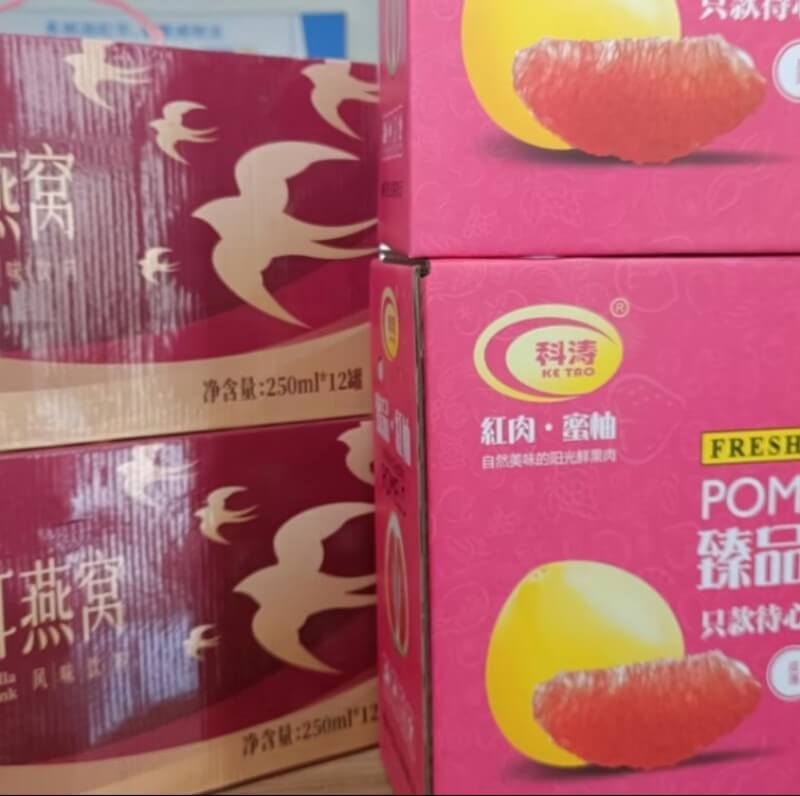 燕窝
净含量:250ml*12罐
耳燕窝
风味饮料
净含量:250ml*12
只款待心
科涛
®
KE TAO
紅肉·蜜柚
自然美味的阳光鲜果肉
FRESH
POM
臻品
只款待心